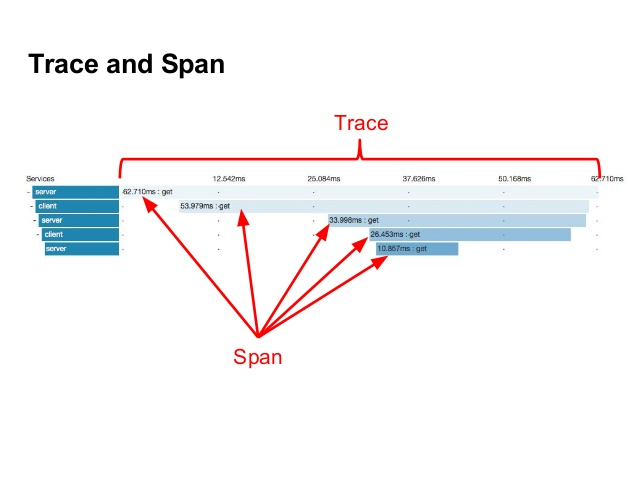 Trace and Span
Trace
Services 12.542ms 25.084ms 37.626ms 50.168ms 62.710ms
- server 62.710ms : get
- client 53.979ms : get
- server 33.998ms : get
- client 26.453ms : get
server 10.857ms : get
Span